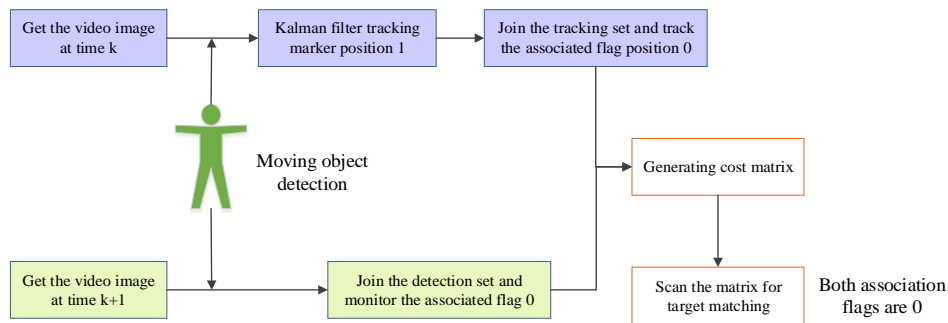 Get the video image
at time k
Kalman filter tracking
marker position 1
Join the tracking set and track
the associated flag position 0
Moving object
detection
Generating cost matrix
Get the video image
at time k+1
Join the detection set and
monitor the associated flag 0
Scan the matrix for
target matching
Both association
flags are 0